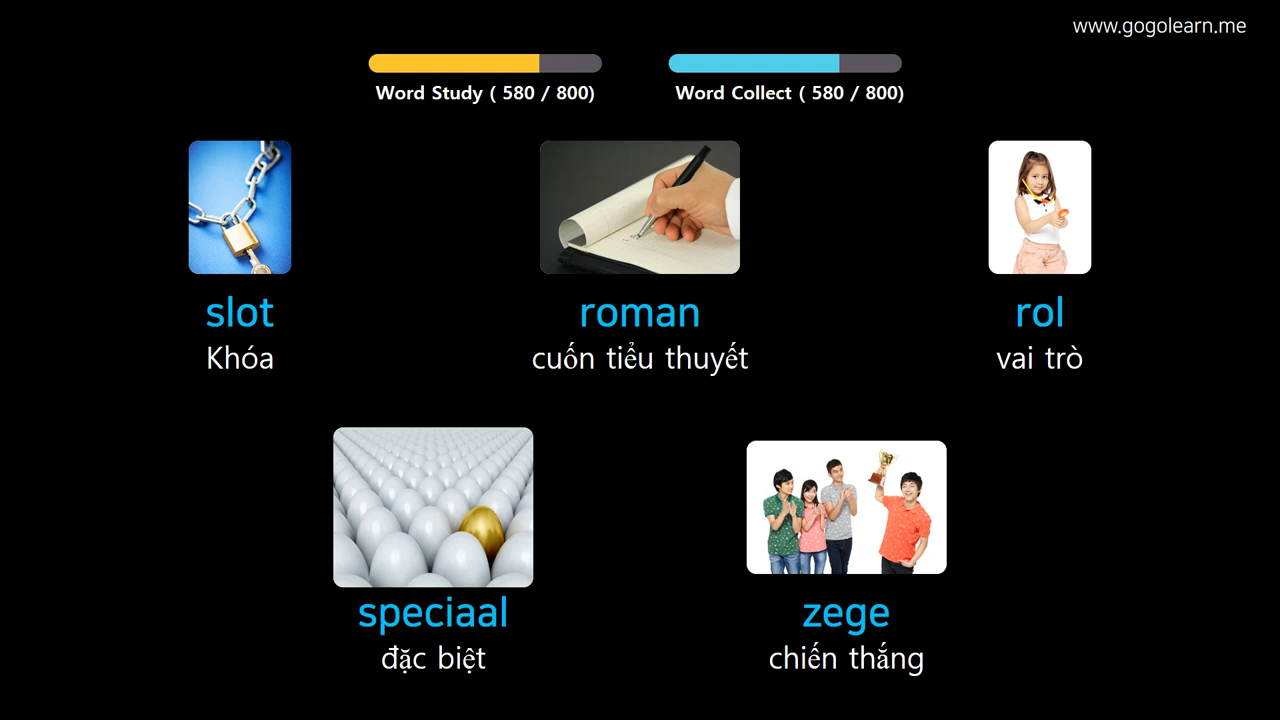 www.gogolearn.me
Word Study ( 580 / 800)
Word Collect ( 580 / 800)
slot
Khóa
roman
cuốn tiểu thuyết
rol
vai trò
speciaal
đặc biệt
zege
chiến thắng